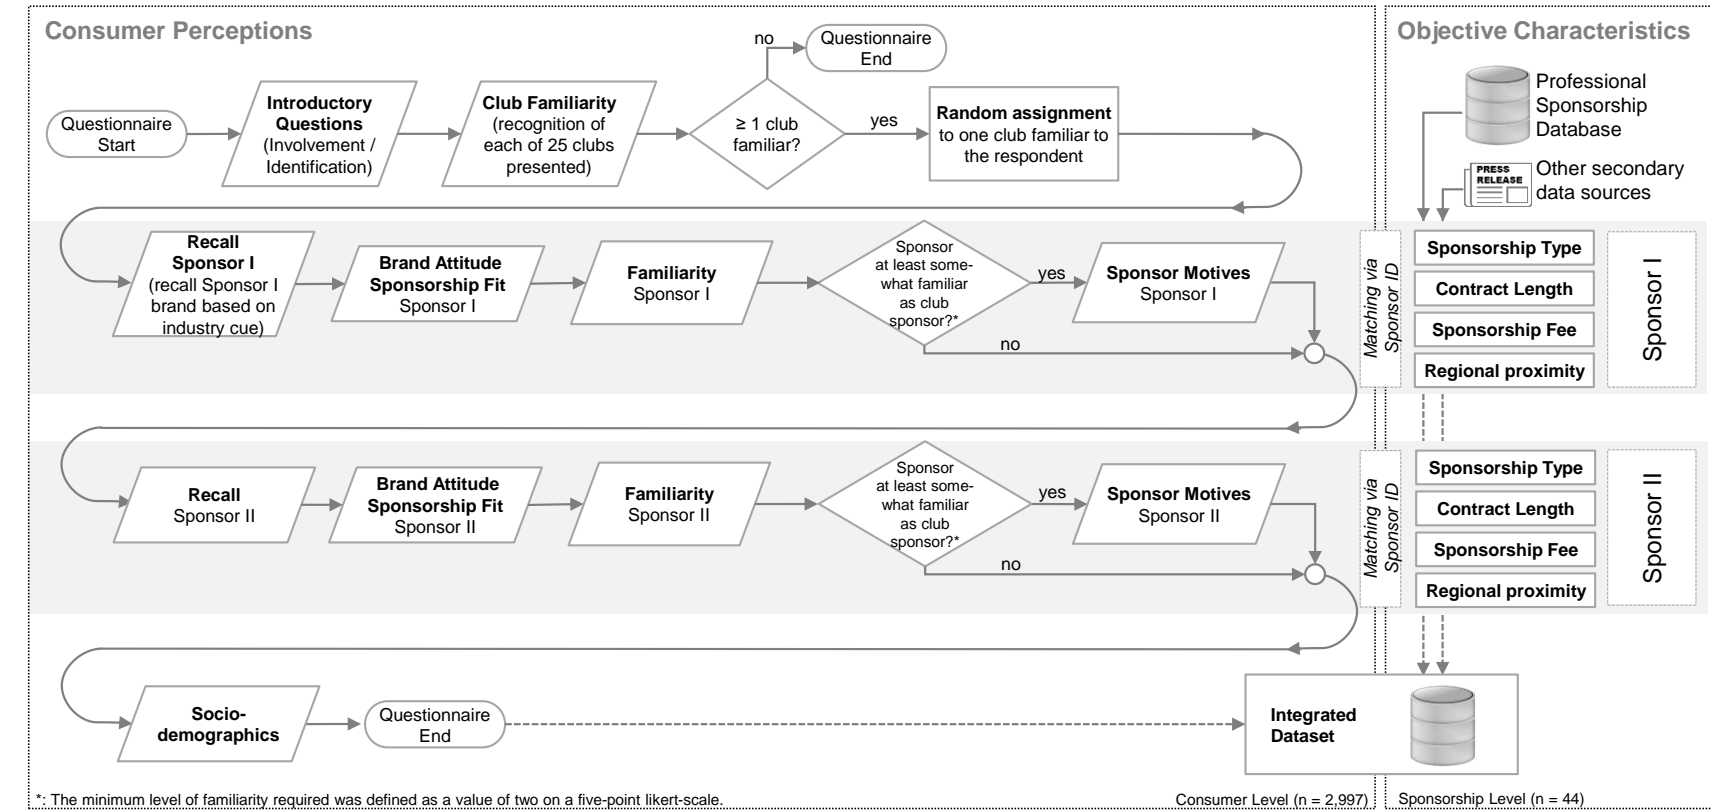 Consumer Perceptions
Objective Characteristics
no
Questionnaire
End
Questionnaire
Start
Introductory
Questions
(Involvement /
Identification)
Club Familiarity
(recognition of
each of 25 clubs
presented)
≥ 1 club
familiar?
yes
Random assignment
to one club familiar to
the respondent
Professional
Sponsorship
Database
PRESS
RELEASE
Other secondary
data sources
Recall
Sponsor I
(recall Sponsor I
brand based on
industry cue)
Brand Attitude
Sponsorship Fit
Sponsor I
Familiarity
Sponsor I
Sponsor
at least some-
what familiar
as club
sponsor?*
yes
no
Sponsor Motives
Sponsor I
Matching via
Sponsor ID
Sponsorship Type
Contract Length
Sponsorship Fee
Regional proximity
Sponsor I
Recall
Sponsor II
Brand Attitude
Sponsorship Fit
Sponsor II
Familiarity
Sponsor II
Sponsor
at least some-
what familiar
as club
sponsor?*
yes
no
Sponsor Motives
Sponsor II
Matching via
Sponsor ID
Sponsorship Type
Contract Length
Sponsorship Fee
Regional proximity
Sponsor II
Socio-
demographics
Questionnaire
End
Integrated
Dataset
*: The minimum level of familiarity required was defined as a value of two on a five-point likert-scale.
Consumer Level (n = 2,997)
Sponsorship Level (n = 44)